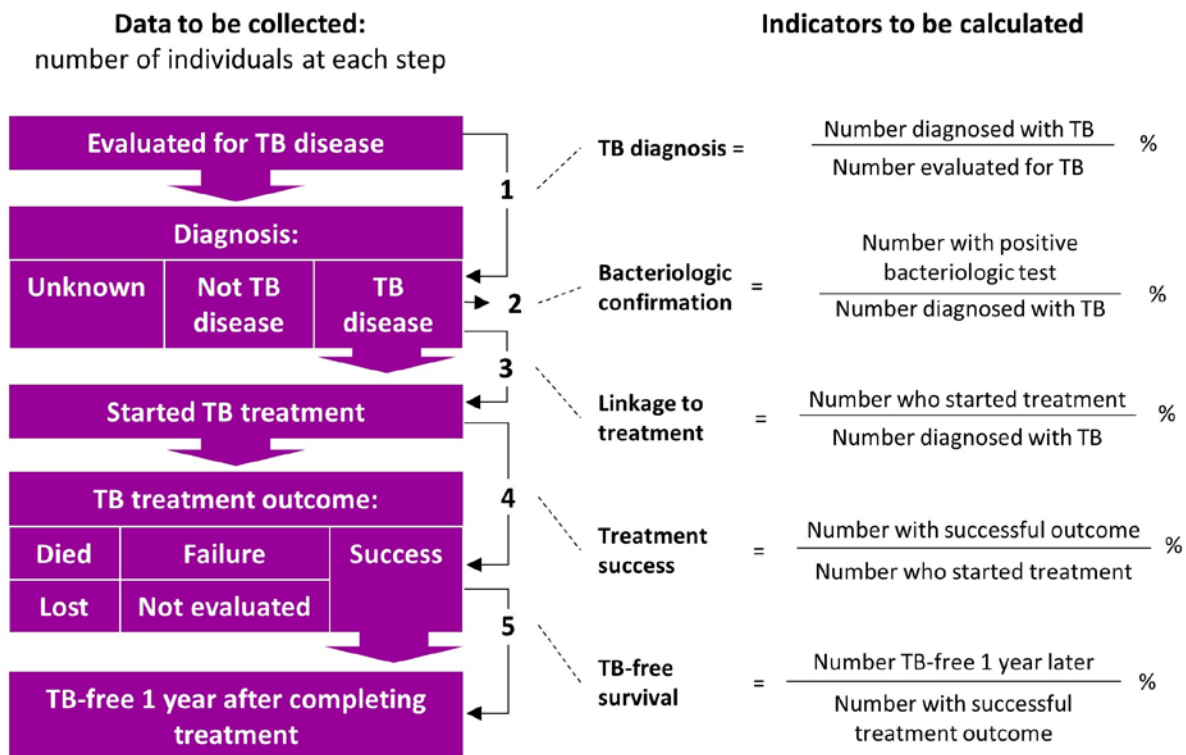 Data to be collected:
number of individuals at each step
Evaluated for TB disease
Diagnosis:
Unknown
Not TB
disease
TB
disease
Started TB treatment
TB treatment outcome:
Died
Failure
Success
Lost
Not evaluated
TB-free 1 year after completing
treatment
1
2
3
4
5
Indicators to be calculated
TB diagnosis =
Number diagnosed with TB
Number evaluated for TB
%
Bacteriologic
confirmation
=
Number with positive
bacteriologic test
Number diagnosed with TB
%
Linkage to
treatment
=
Number who started treatment
Number diagnosed with TB
%
Treatment
success
=
Number with successful outcome
Number who started treatment
%
TB-free
survival
=
Number TB-free 1 year later
Number with successful
treatment outcome
%